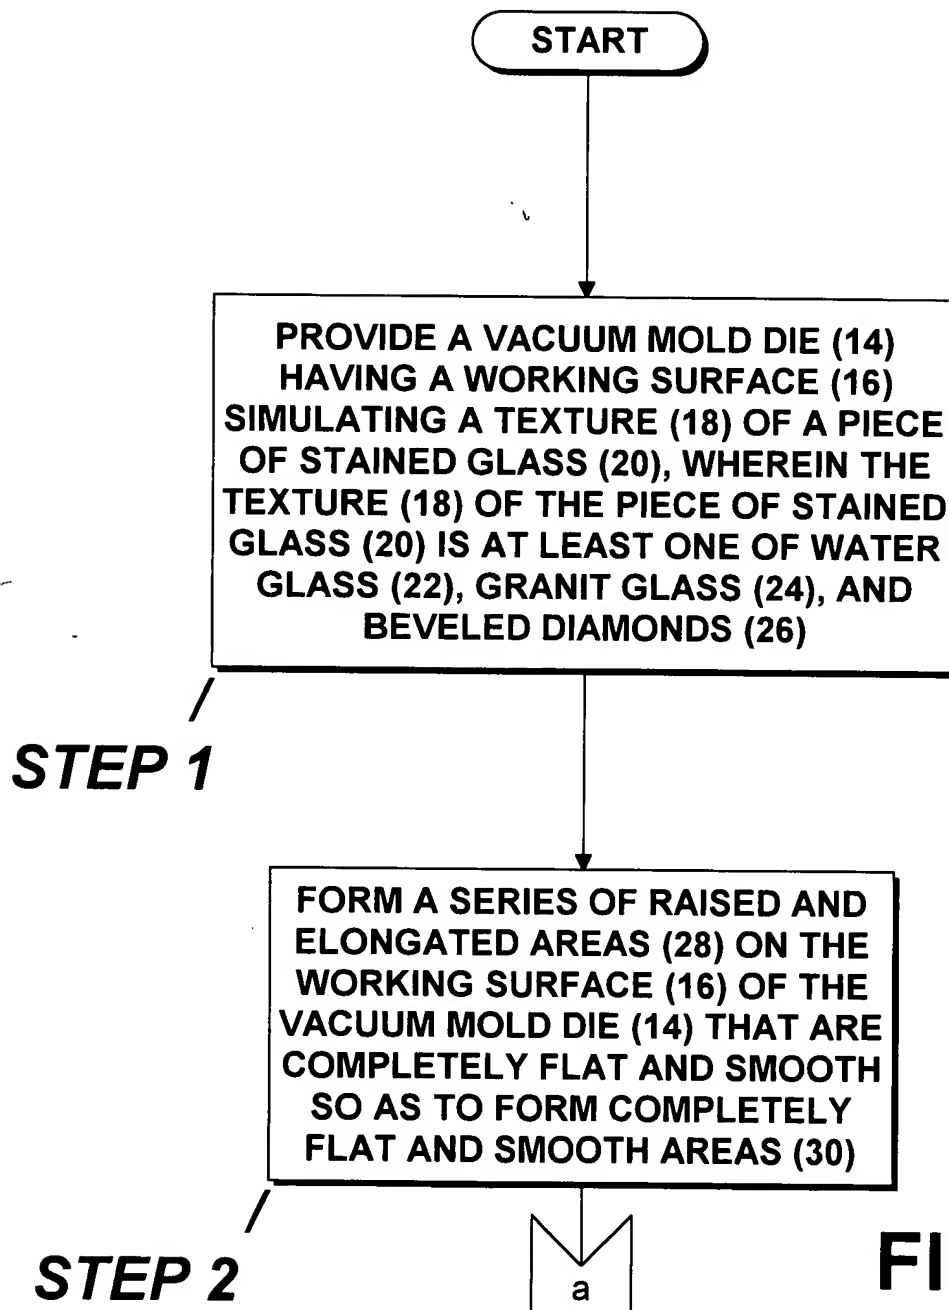 START
PROVIDE A VACUUM MOLD DIE (14)
HAVING A WORKING SURFACE (16)
SIMULATING A TEXTURE (18) OF A PIECE
OF STAINED GLASS (20), WHEREIN THE
TEXTURE (18) OF THE PIECE OF STAINED
GLASS (20) IS AT LEAST ONE OF WATER
GLASS (22), GRANIT GLASS (24), AND
BEVELED DIAMONDS (26)
STEP 1
FORM A SERIES OF RAISED AND
ELONGATED AREAS (28) ON THE
WORKING SURFACE (16) OF THE
VACUUM MOLD DIE (14) THAT ARE
COMPLETELY FLAT AND SMOOTH
SO AS TO FORM COMPLETELY
FLAT AND SMOOTH AREAS (30)
STEP 2
a
FI